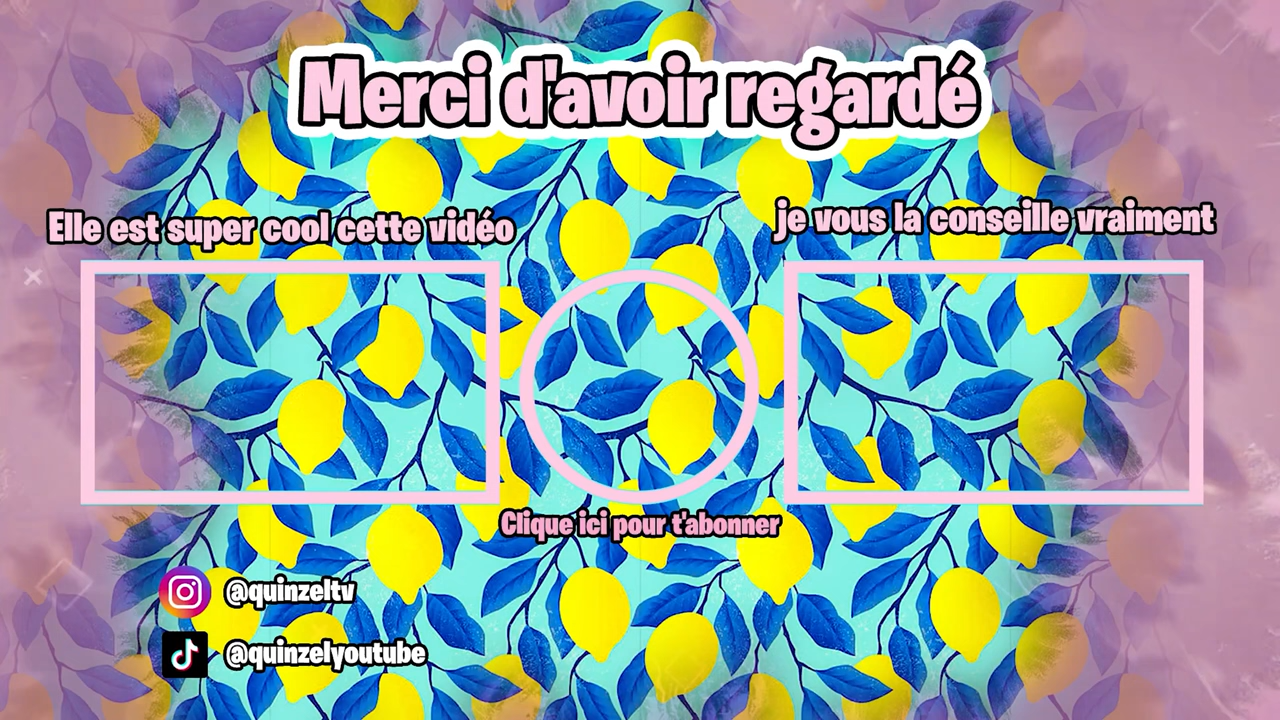 Merci d'avoir regardé
Elle est super cool cette vidéo
je vous la conseille vraiment
Clique ici pour t'abonner
@quinzeltv
@quinzelyoutube